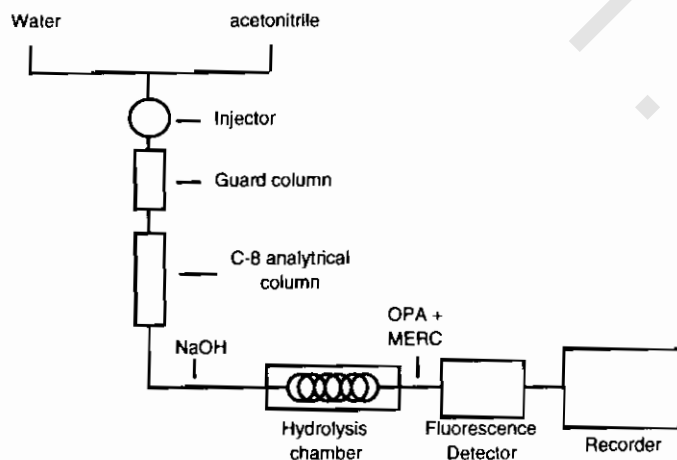 Water acetonitrile
Injector
Guard column
C-8 analytical
column
OPA +
MERC
NaOH
Hydrolysis
chamber
Fluorescence
Detector
Recorder